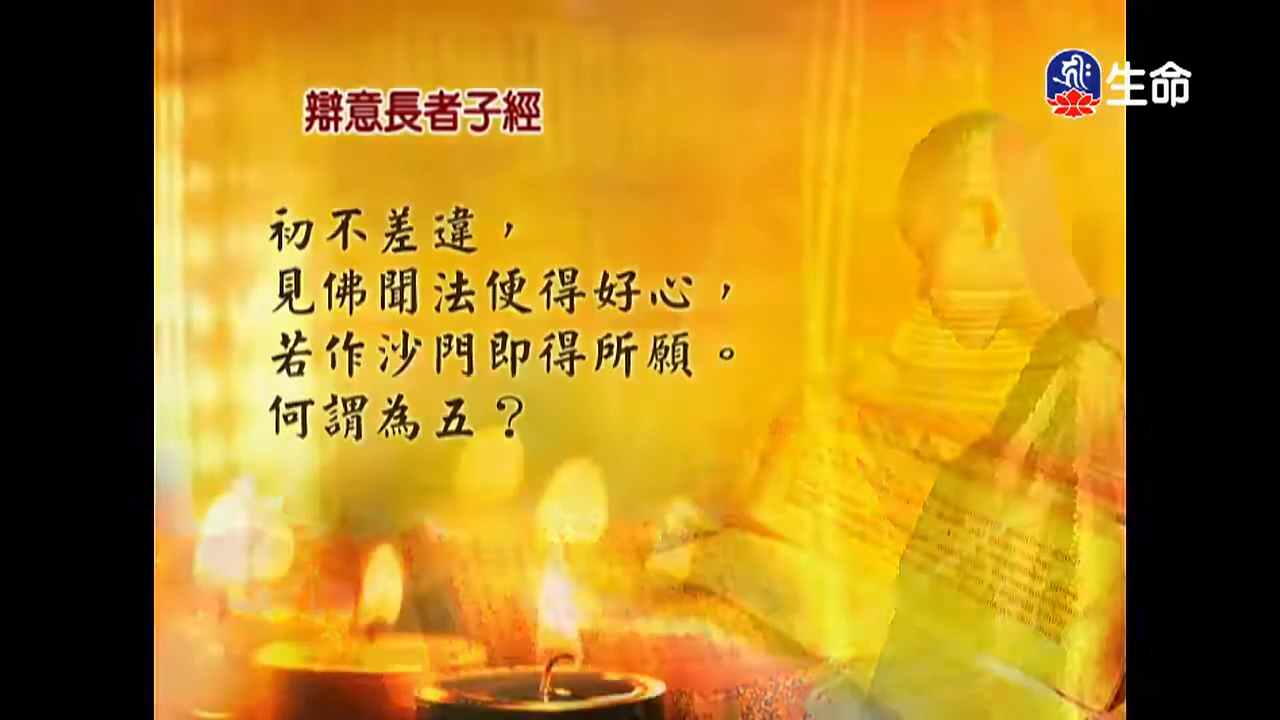 生命
辯意長者子經
初不差違，
見佛聞法便得好心，
若作沙門即得所願。
何謂為五？